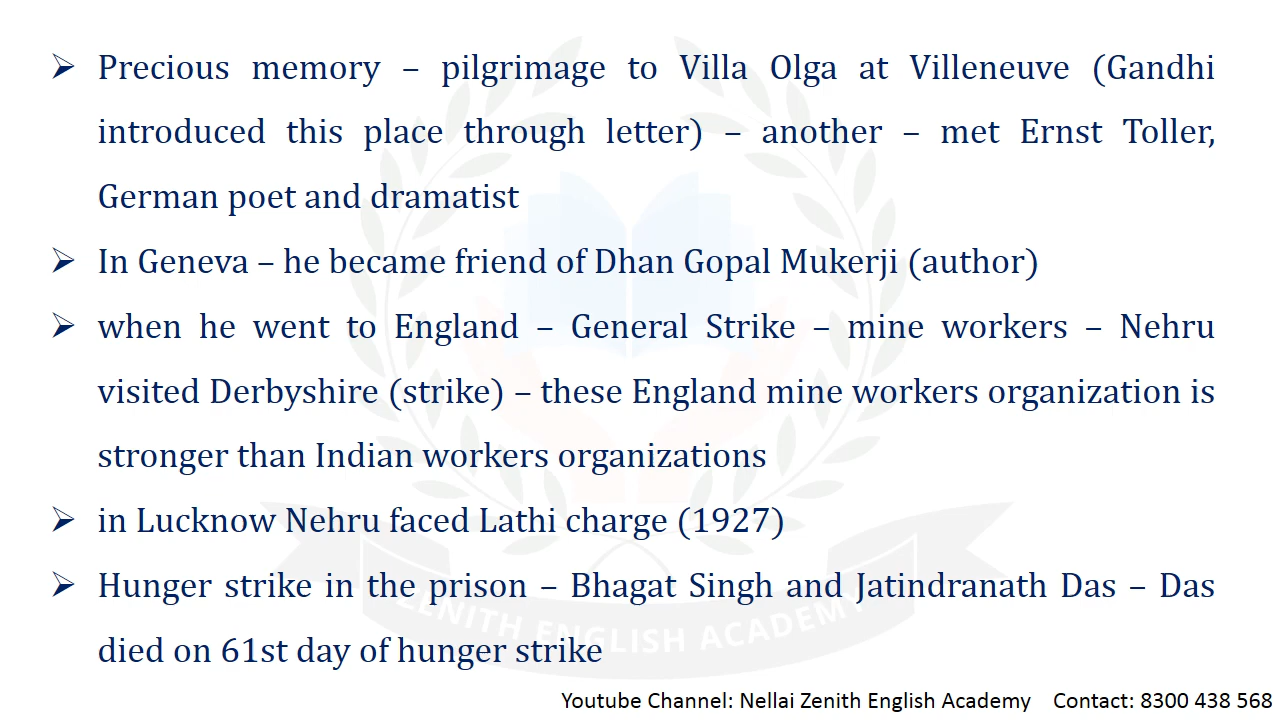 ➢ Precious memory – pilgrimage to Villa Olga at Villeneuve (Gandhi
introduced this place through letter) – another – met Ernst Toller,
German poet and dramatist
➢ In Geneva – he became friend of Dhan Gopal Mukerji (author)
➢ when he went to England – General Strike – mine workers – Nehru
visited Derbyshire (strike) – these England mine workers organization is
stronger than Indian workers organizations
➢ in Lucknow Nehru faced Lathi charge (1927)
➢ Hunger strike in the prison – Bhagat Singh and Jatindranath Das – Das
died on 61st day of hunger strike
ZENITH ENGLISH ACADEMY
Youtube Channel: Nellai Zenith English Academy Contact: 8300 438 568